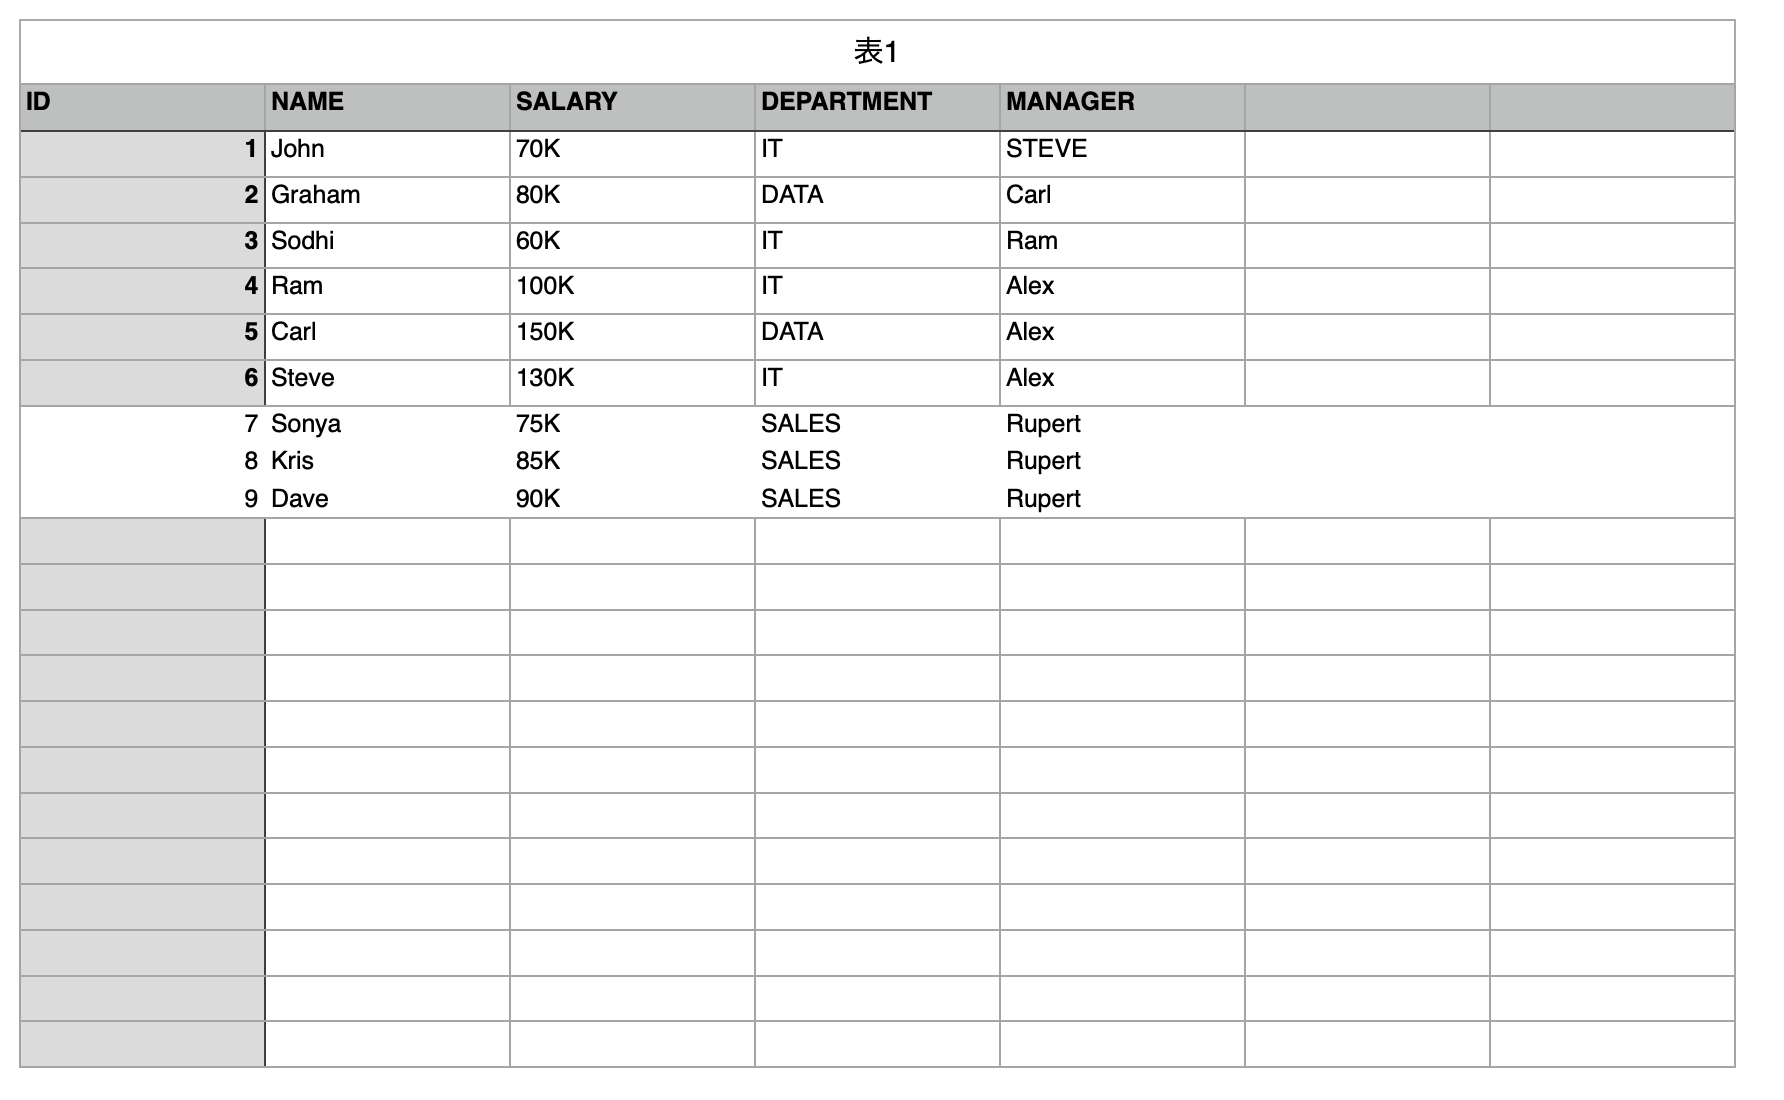 表1
ID NAME SALARY DEPARTMENT MANAGER
1 John 70K IT STEVE
2 Graham 80K DATA Carl
3 Sodhi 60K IT Ram
4 Ram 100K IT Alex
5 Carl 150K DATA Alex
6 Steve 130K IT Alex
7 Sonya 75K SALES Rupert
8 Kris 85K SALES Rupert
9 Dave 90K SALES Rupert